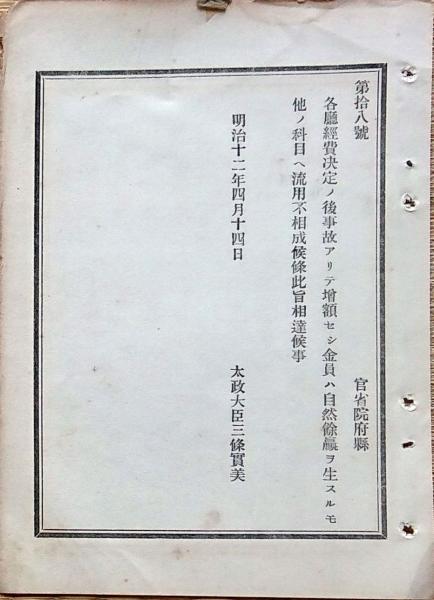 第拾八號
官省院府縣
各廳經費決定ノ後事故アリテ增額セシ金員ハ自然餘贏ヲ生スルモ
他ノ科目ヘ流用不相成候條此旨相達候事
明治十二年四月十四日
太政大臣三條實美